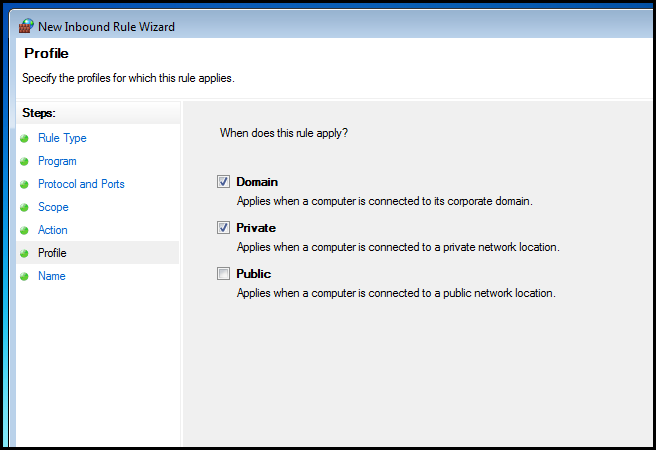 New Inbound Rule Wizard
Profile
Specify the profiles for which this rule applies.
Steps:
Rule Type
Program
Protocol and Ports
Scope
Action
Profile
Name
When does this rule apply?
Domain
Applies when a computer is connected to its corporate domain.
Private
Applies when a computer is connected to a private network location.
Public
Applies when a computer is connected to a public network location.